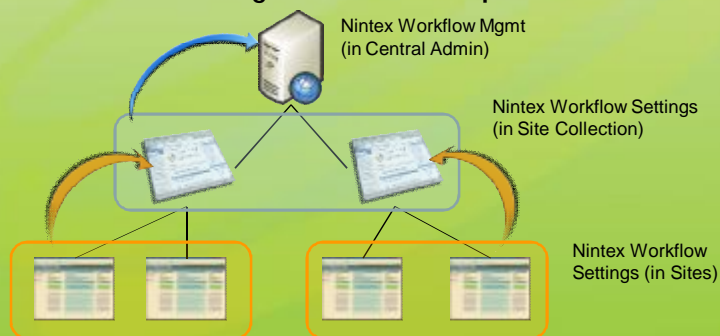 Nintex Workflow Mgmt
(in Central Admin)
Nintex Workflow Settings
(in Site Collection)
Nintex Workflow
Settings (in Sites)